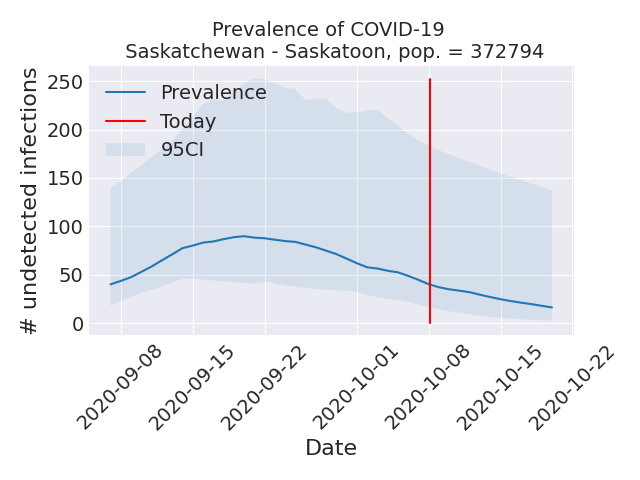 Prevalence of COVID-19
Saskatchewan - Saskatoon, pop. = 372794
# undetected infections
250
200
150
100
50
0
Prevalence
Today
95CI
2020-09-08
2020-09-15
2020-09-22
2020-10-01
2020-10-08
2020-10-15
2020-10-22
Date